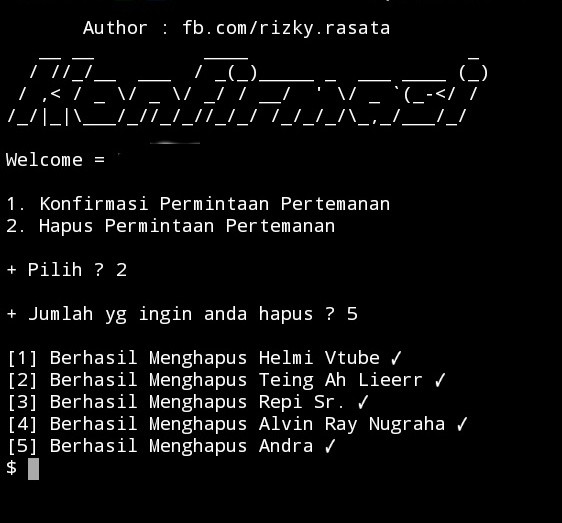 Author : fb.com/rizky.rasata
Konfirmasi
Welcome =
1. Konfirmasi Permintaan Pertemanan
2. Hapus Permintaan Pertemanan
+ Pilih ? 2
+ Jumlah yg ingin anda hapus ? 5
[1] Berhasil Menghapus Helmi Vtube ✓
[2] Berhasil Menghapus Teing Ah Lieerr ✓
[3] Berhasil Menghapus Repi Sr. ✓
[4] Berhasil Menghapus Alvin Ray Nugraha ✓
[5] Berhasil Menghapus Andra ✓
$